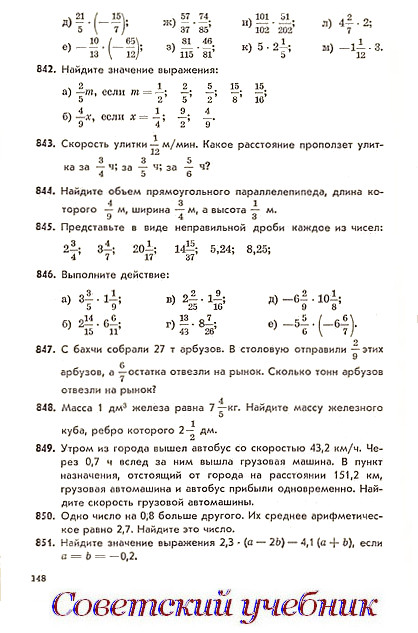 д) 21/5 · (−15/7);   ж) 57/37 · 74/85;   и) 101/102 · 51/202;   л) 4 2/7 · 2;
е) −10/13 · (−65/12);   з) 81/115 · 46/81;   к) 5 · 2 1/5;   м) −1 1/12 · 3.
842. Найдите значение выражения:
а) 2/5 m, если m = 1/2; 2/5; 5/2; 15/8; 15/16;
б) 4/9 x, если x = 1/4; 9/2; 4/9.
843. Скорость улитки 1/12 м/мин. Какое расстояние проползет улит-
ка за 3/4 ч; за 3/5 ч; за 5/6 ч?
844. Найдите объем прямоугольного параллелепипеда, длина ко-
торого 4/9 м, ширина 3/4 м, а высота 1/3 м.
845. Представьте в виде неправильной дроби каждое из чисел:
2 3/4; 3 4/7; 20 1/17; 14 15/37; 5,24; 8,25;
846. Выполните действие:
а) 3 3/5 · 1 1/9;   в) 2 2/25 · 1 9/16;   д) −6 2/9 · 10 1/8;
б) 2 14/15 · 6 6/11;   г) 13/43 · 8 7/26;   е) −5 5/6 · (−6 6/7).
847. С бахчи собрали 27 т арбузов. В столовую отправили 2/9 этих
арбузов, а 6/7 остатка отвезли на рынок. Сколько тонн арбузов
отвезли на рынок?
848. Масса 1 дм³ железа равна 7 4/5 кг. Найдите массу железного
куба, ребро которого 2 1/2 дм.
849. Утром из города вышел автобус со скоростью 43,2 км/ч. Че-
рез 0,7 ч вслед за ним вышла грузовая машина. В пункт
назначения, отстоящий от города на расстоянии 151,2 км,
грузовая автомашина и автобус прибыли одновременно. Най-
дите скорость грузовой автомашины.
850. Одно число на 0,8 больше другого. Их среднее арифметичес-
кое равно 2,7. Найдите это число.
851. Найдите значение выражения 2,3 · (a − 2b) − 4,1 (a + b), если
a = b = −0,2.
148
Советский учебник